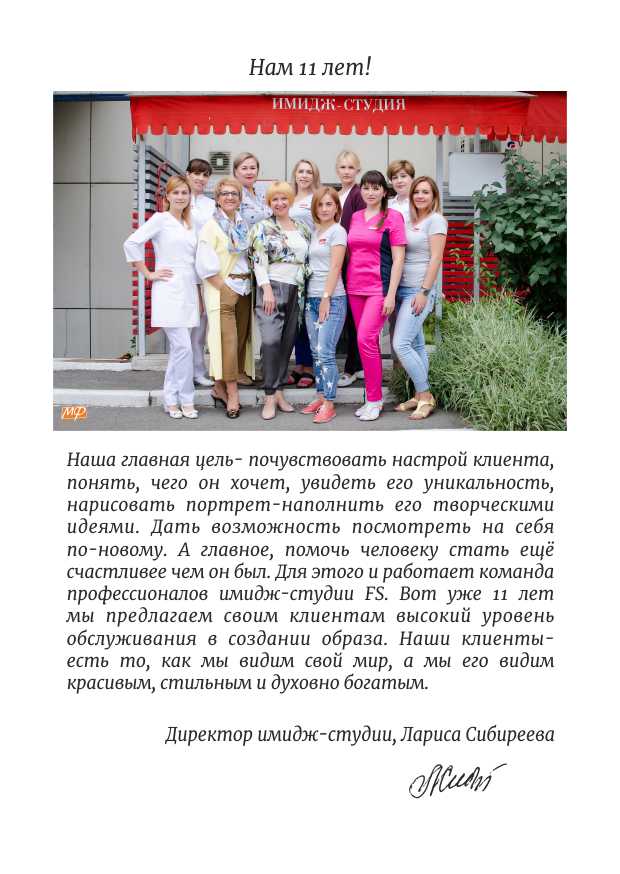 Нам 11 лет!
ИМИДЖ-СТУДИЯ
МФ
Наша главная цель- почувствовать настрой клиента,
понять, чего он хочет, увидеть его уникальность,
нарисовать портрет-наполнить его творческими
идеями. Дать возможность посмотреть на себя
по-новому. А главное, помочь человеку стать ещё
счастливее чем он был. Для этого и работает команда
профессионалов имидж-студии FS. Вот уже 11 лет
мы предлагаем своим клиентам высокий уровень
обслуживания в создании образа. Наши клиенты-
есть то, как мы видим свой мир, а мы его видим
красивым, стильным и духовно богатым.
Директор имидж-студии, Лариса Сибиреева